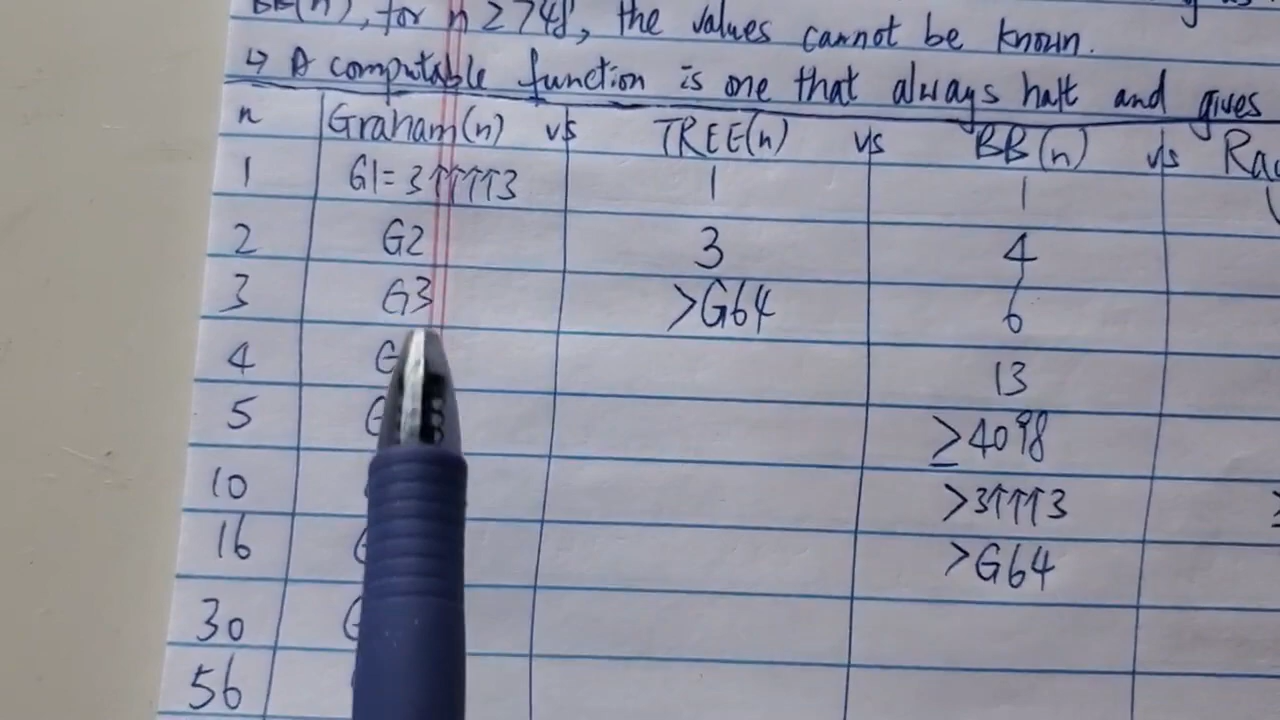 BB(n), for n ≥ 748, the values cannot be known.
↳ A computable function is one that always halt and gives
n Graham(n) vs TREE(n) vs BB(n) vs
1 G1=3↑↑↑↑3 1 1
2 G2 3 4
3 G3 >G64 6
4 13
5 ≥4098
10 >3↑↑↑3
16 >G64
30
56